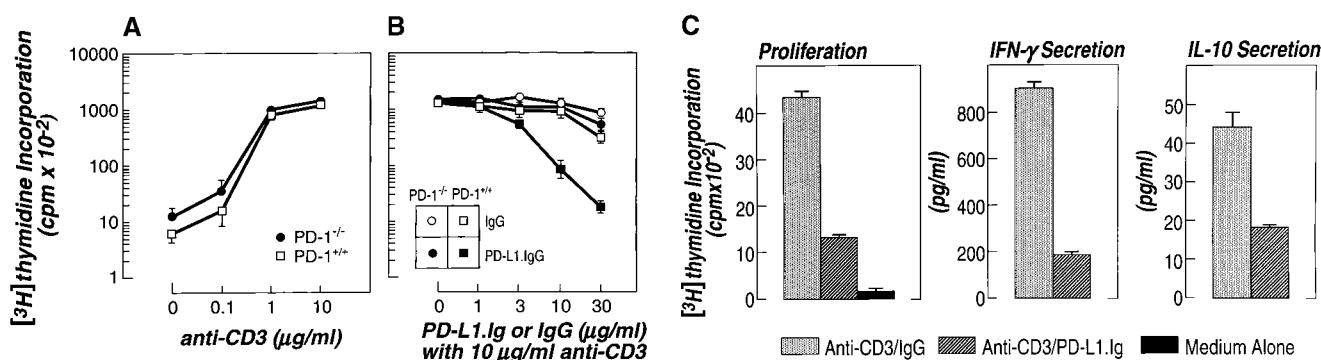 A
[³H]thymidine Incorporation
(cpm x 10⁻²)
10000
1000
100
10
1
0
0.1
1
10
anti-CD3 (µg/ml)
PD-1⁻/⁻
PD-1⁺/⁺
B
PD-1⁻/⁻ PD-1⁺/⁺
IgG
PD-L1.IgG
0
1
3
10
30
PD-L1.Ig or IgG (µg/ml)
with 10 µg/ml anti-CD3
C
Proliferation
[³H]thymidine Incorporation
(cpmx10⁻²)
40
30
20
10
0
IFN-γ Secretion
(pg/ml)
800
600
400
200
0
IL-10 Secretion
(pg/ml)
50
40
30
20
10
0
Anti-CD3/IgG
Anti-CD3/PD-L1.Ig
Medium Alone